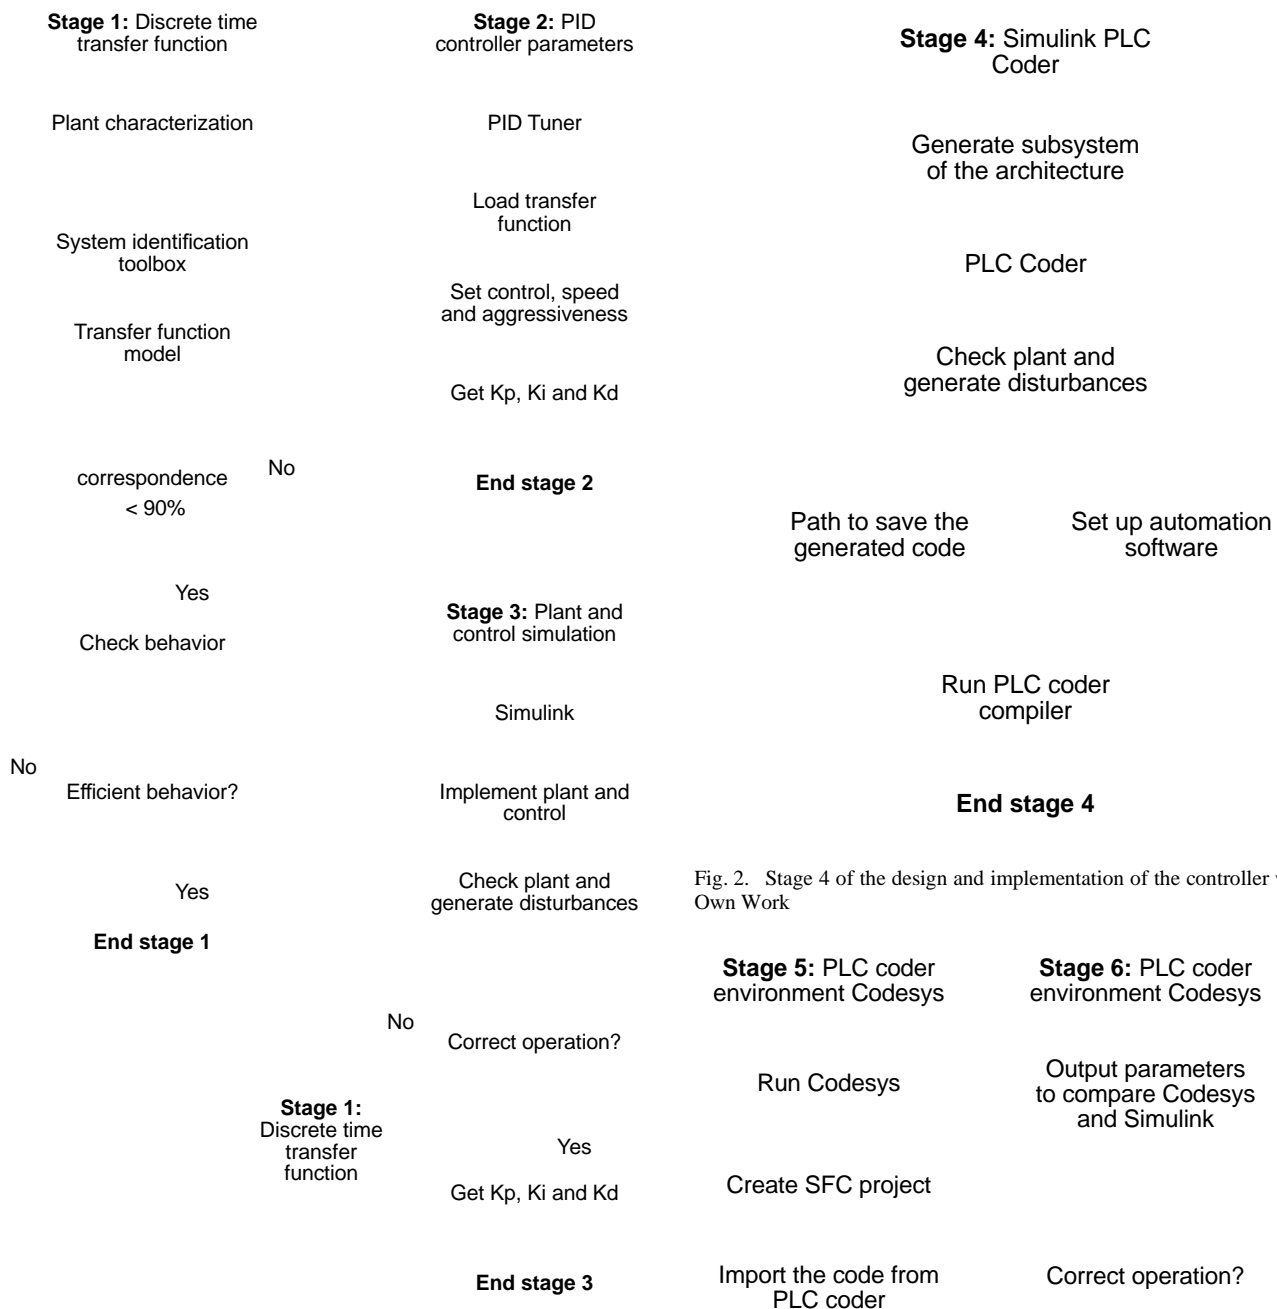 Stage 1: Discrete time
transfer function
Plant characterization
System identification
toolbox
Transfer function
model
correspondence
< 90%
No
Yes
Check behavior
No
Efficient behavior?
Yes
End stage 1
Stage 2: PID
controller parameters
PID Tuner
Load transfer
function
Set control, speed
and aggressiveness
Get Kp, Ki and Kd
End stage 2
Stage 3: Plant and
control simulation
Simulink
Implement plant and
control
Check plant and
generate disturbances
No
Correct operation?
Stage 1:
Discrete time
transfer
function
Yes
Get Kp, Ki and Kd
End stage 3
Stage 4: Simulink PLC
Coder
Generate subsystem
of the architecture
PLC Coder
Check plant and
generate disturbances
Path to save the
generated code
Set up automation
software
Run PLC coder
compiler
End stage 4
Fig. 2. Stage 4 of the design and implementation of the controller
Own Work
Stage 5: PLC coder
environment Codesys
Run Codesys
Create SFC project
Import the code from
PLC coder
Stage 6: PLC coder
environment Codesys
Output parameters
to compare Codesys
and Simulink
Correct operation?